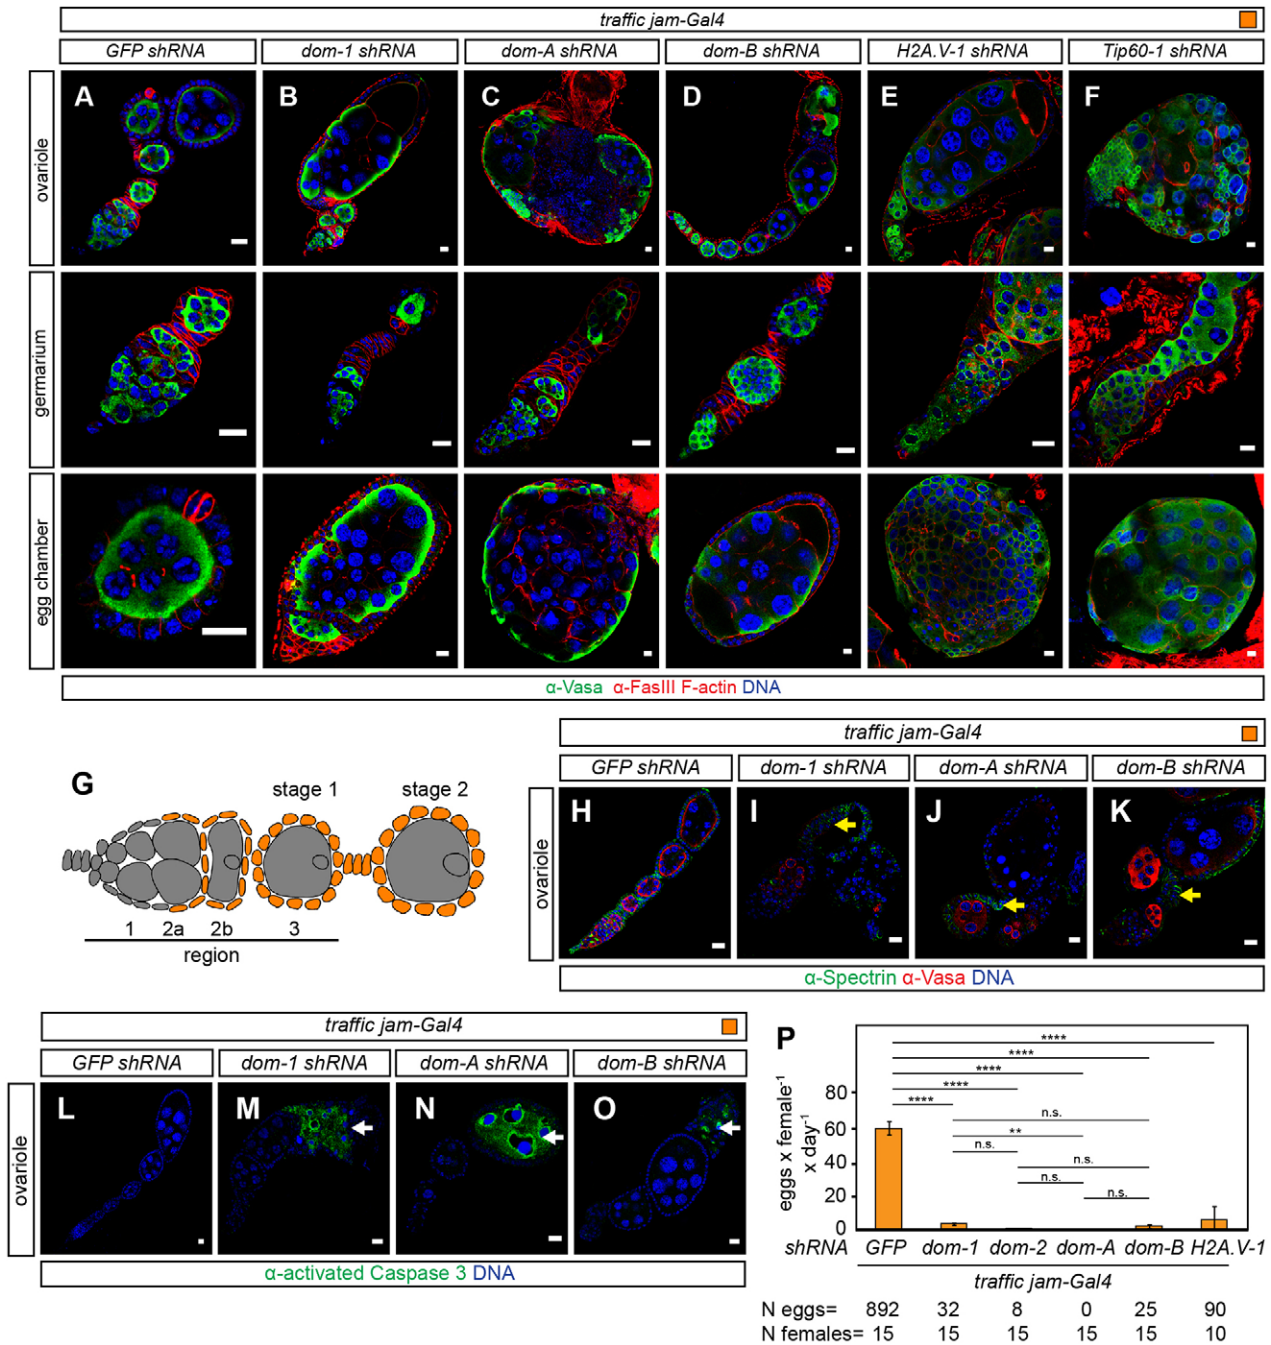 traffic jam-Gal4
GFP shRNA dom-1 shRNA dom-A shRNA dom-B shRNA H2A.V-1 shRNA Tip60-1 shRNA
ovariole
A B C D E F
germarium
egg chamber
α-Vasa α-FasIII F-actin DNA
G
stage 1 stage 2
1 2a 2b 3
region
traffic jam-Gal4
GFP shRNA dom-1 shRNA dom-A shRNA dom-B shRNA
ovariole
H I J K
α-Spectrin α-Vasa DNA
traffic jam-Gal4
GFP shRNA dom-1 shRNA dom-A shRNA dom-B shRNA
ovariole
L M N O
α-activated Caspase 3 DNA
P
eggs x female⁻¹
x day⁻¹
80
60
40
20
0
****
****
****
****
****
n.s.
**
n.s.
n.s.
n.s.
n.s.
shRNA GFP dom-1 dom-2 dom-A dom-B H2A.V-1
traffic jam-Gal4
N eggs= 892 32 8 0 25 90
N females= 15 15 15 15 15 10